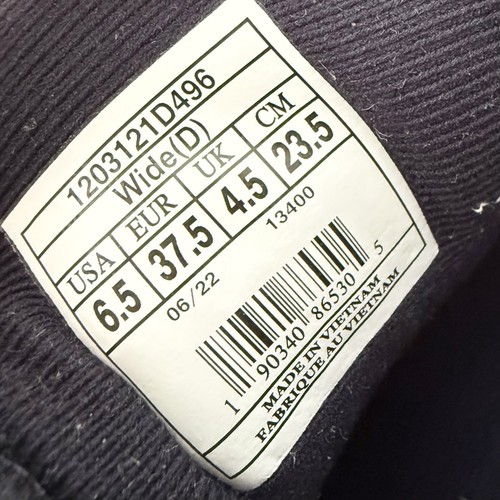 1203121D496
Wide(D)
USA EUR UK CM
6.5 37.5 4.5 23.5
06/22 13400
1 90340 86530 5
MADE IN VIETNAM
FABRIQUE AU VIETNAM